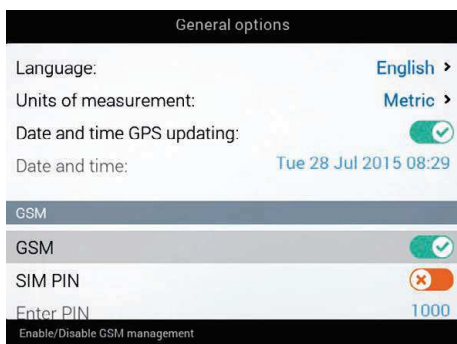 General options
Language: English >
Units of measurement: Metric >
Date and time GPS updating:
Date and time: Tue 28 Jul 2015 08:29
GSM
GSM
SIM PIN
Enter PIN 1000
Enable/Disable GSM management